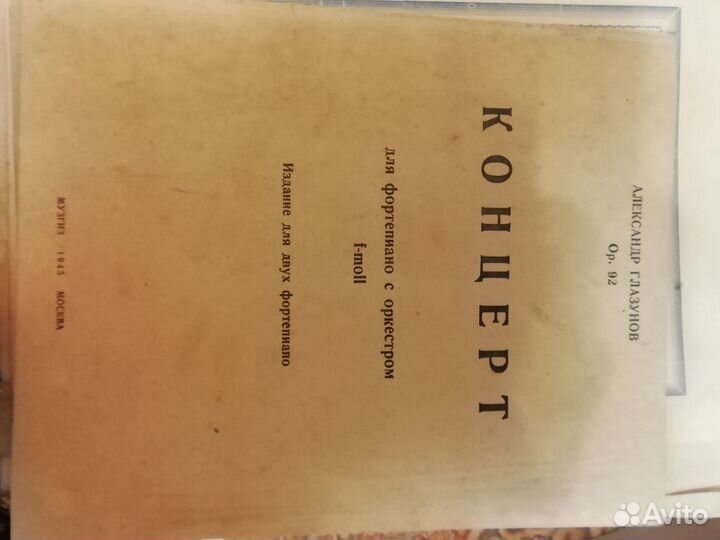 АЛЕКСАНДР ГЛАЗУНОВ
Op. 92
КОНЦЕРТ
для фортепиано с оркестром
f-moll
Издание для двух фортепиано
МУЗГИЗ 1945 МОСКВА
Avito